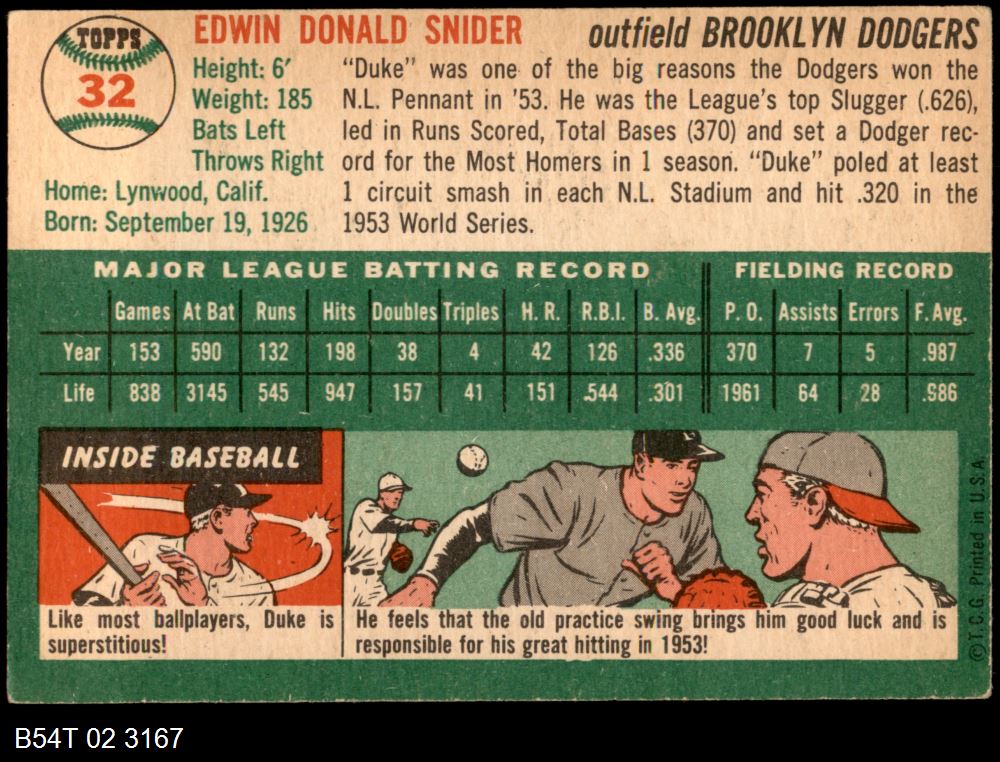 TOPPS
32
EDWIN DONALD SNIDER
outfield BROOKLYN DODGERS
Height: 6′
Weight: 185
Bats Left
Throws Right
Home: Lynwood, Calif.
Born: September 19, 1926
“Duke” was one of the big reasons the Dodgers won the
N.L. Pennant in '53. He was the League's top Slugger (.626),
led in Runs Scored, Total Bases (370) and set a Dodger rec-
ord for the Most Homers in 1 season. “Duke” poled at least
1 circuit smash in each N.L. Stadium and hit .320 in the
1953 World Series.
MAJOR LEAGUE BATTING RECORD FIELDING RECORD
Games At Bat Runs Hits Doubles Triples H. R. R.B.I. B. Avg. P. O. Assists Errors F. Avg.
Year 153 590 132 198 38 4 42 126 .336 370 7 5 .987
Life 838 3145 545 947 157 41 151 .544 .301 1961 64 28 .986
INSIDE BASEBALL
Like most ballplayers, Duke is
superstitious!
He feels that the old practice swing brings him good luck and is
responsible for his great hitting in 1953!
© T. C. G. Printed in U.S.A.
B54T 02 3167